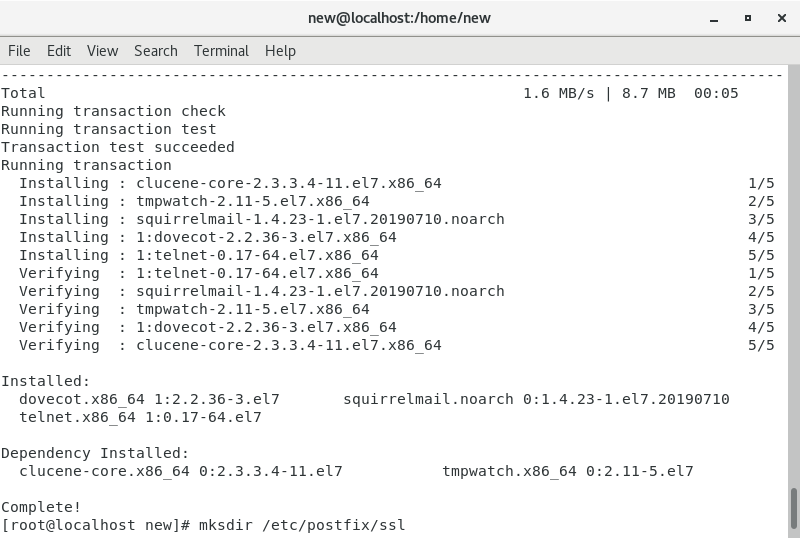 new@localhost:/home/new
File Edit View Search Terminal Help
--------------------------------------------------------------------------------
Total 1.6 MB/s | 8.7 MB 00:05
Running transaction check
Running transaction test
Transaction test succeeded
Running transaction
Installing : clucene-core-2.3.3.4-11.el7.x86_64 1/5
Installing : tmpwatch-2.11-5.el7.x86_64 2/5
Installing : squirrelmail-1.4.23-1.el7.20190710.noarch 3/5
Installing : 1:dovecot-2.2.36-3.el7.x86_64 4/5
Installing : 1:telnet-0.17-64.el7.x86_64 5/5
Verifying : 1:telnet-0.17-64.el7.x86_64 1/5
Verifying : squirrelmail-1.4.23-1.el7.20190710.noarch 2/5
Verifying : tmpwatch-2.11-5.el7.x86_64 3/5
Verifying : 1:dovecot-2.2.36-3.el7.x86_64 4/5
Verifying : clucene-core-2.3.3.4-11.el7.x86_64 5/5
Installed:
dovecot.x86_64 1:2.2.36-3.el7 squirrelmail.noarch 0:1.4.23-1.el7.20190710
telnet.x86_64 1:0.17-64.el7
Dependency Installed:
clucene-core.x86_64 0:2.3.3.4-11.el7 tmpwatch.x86_64 0:2.11-5.el7
Complete!
[root@localhost new]# mksdir /etc/postfix/ssl